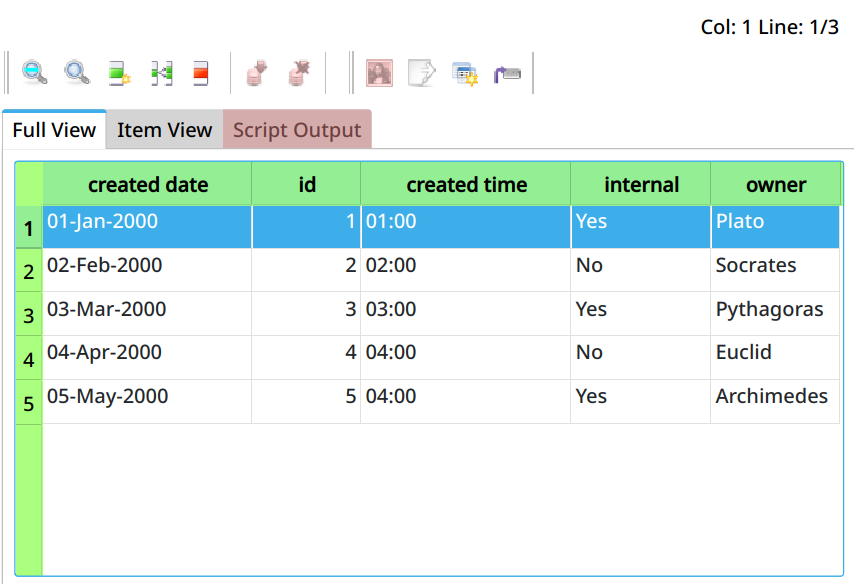 Col: 1 Line: 1/3
Full View Item View Script Output
created date id created time internal owner
1 01-Jan-2000 1 01:00 Yes Plato
2 02-Feb-2000 2 02:00 No Socrates
3 03-Mar-2000 3 03:00 Yes Pythagoras
4 04-Apr-2000 4 04:00 No Euclid
5 05-May-2000 5 04:00 Yes Archimedes